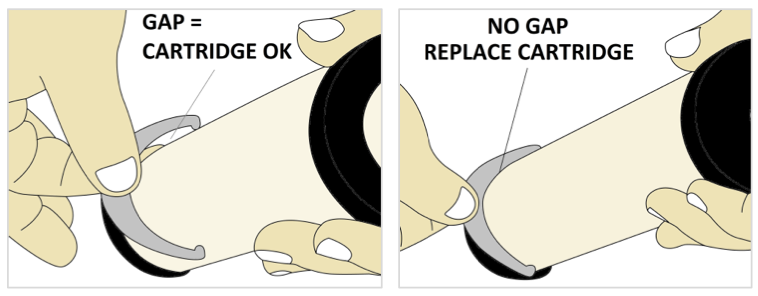 GAP =
CARTRIDGE OK
NO GAP
REPLACE CARTRIDGE